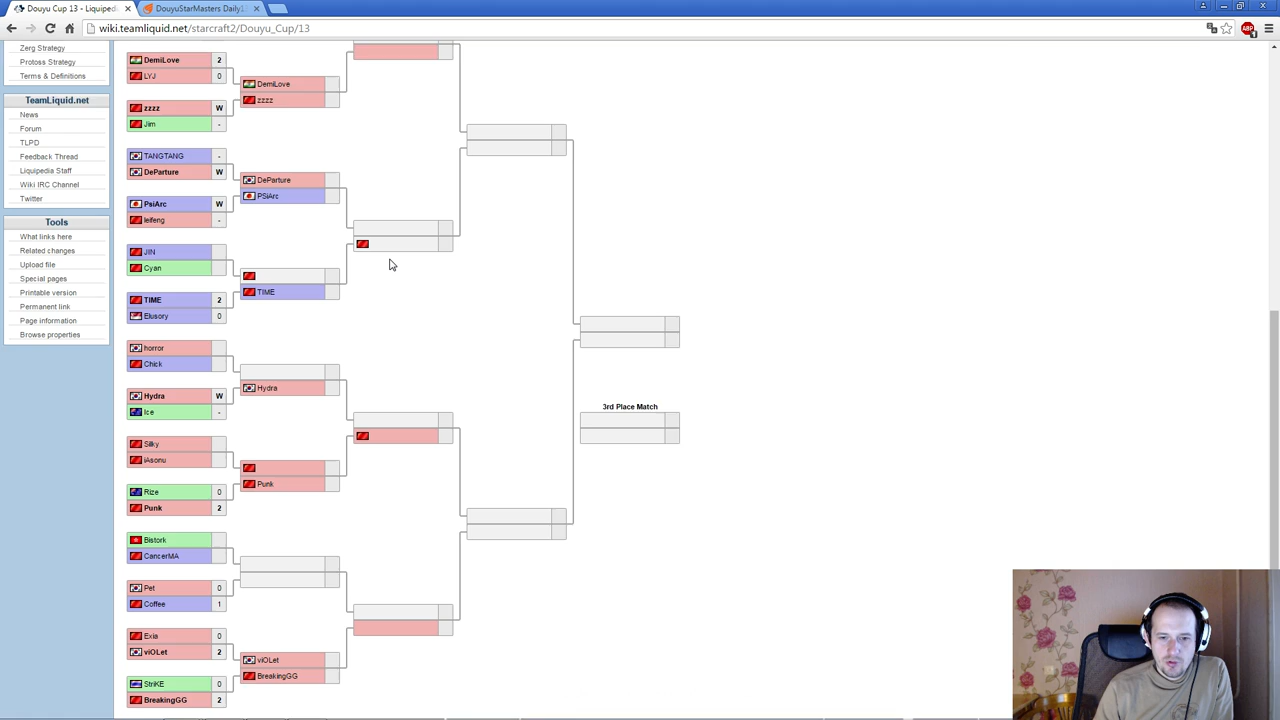 Douyu Cup 13 - Liquiped
DouyuStarMasters Daily
wiki.teamliquid.net/starcraft2/Douyu_Cup/13
Zerg Strategy
Protoss Strategy
Terms & Definitions
TeamLiquid.net
News
Forum
TLPD
Feedback Thread
Liquipedia Staff
Wiki IRC Channel
Twitter
Tools
What links here
Related changes
Upload file
Special pages
Printable version
Permanent link
Page information
Browse properties
DemiLove 2
LYJ 0
zzzz W
Jim -
TANGTANG -
DeParture W
PsiArc W
leifeng -
JIN
Cyan
TIME 2
Elusory 0
horror
Chick
Hydra W
Ice -
Silky
iAsonu
Rize 0
Punk 2
Bistork
CancerMA
Pet 0
Coffee 1
Exia 0
viOLet 2
StriKE 0
BreakingGG 2
DemiLove
zzzz
DeParture
PSiArc
TIME
Hydra
Punk
viOLet
BreakingGG
3rd Place Match